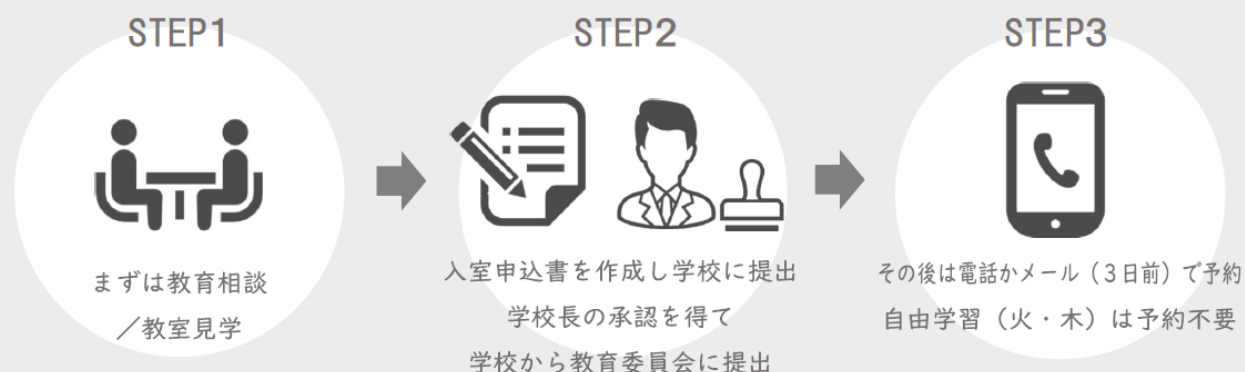 STEP1
まずは教育相談
／教室見学
STEP2
入室申込書を作成し学校に提出
学校長の承認を得て
学校から教育委員会に提出
STEP3
その後は電話かメール（３日前）で予約
自由学習（火・木）は予約不要